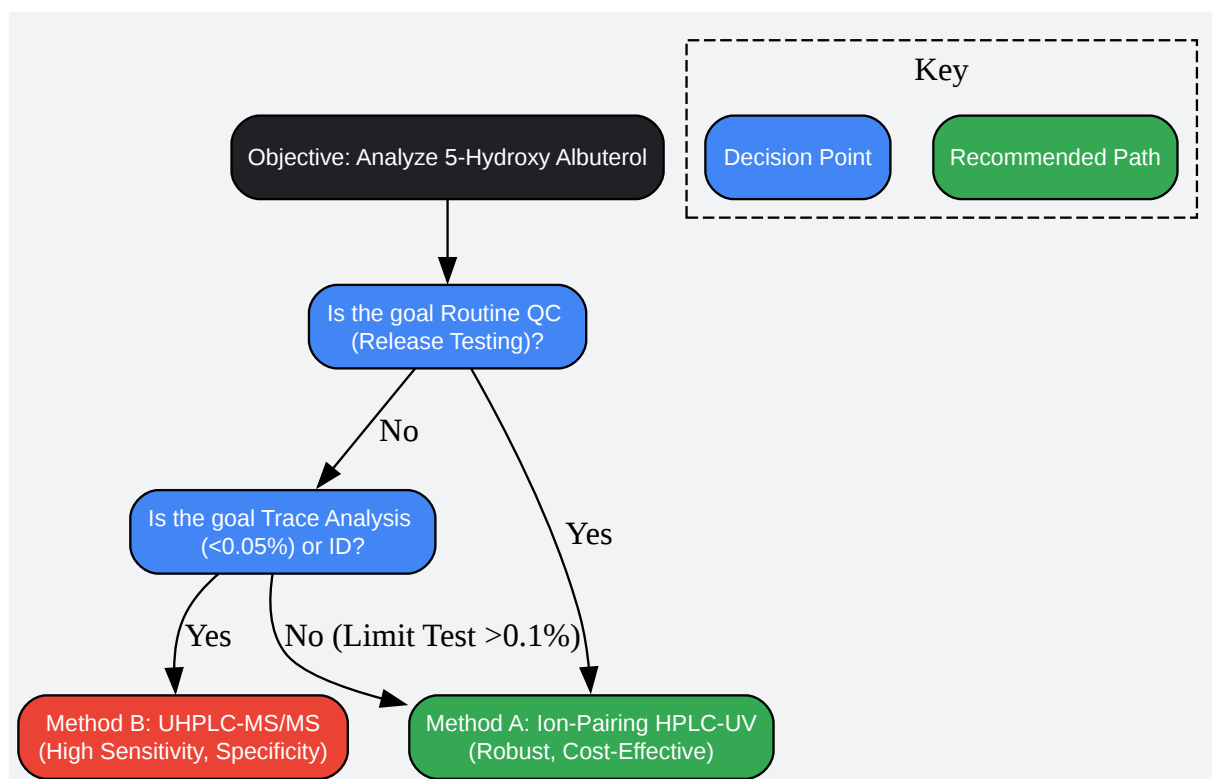 Key
Objective: Analyze 5-Hydroxy Albuterol
Decision Point
Recommended Path
Is the goal Routine QC
(Release Testing)?
No
Is the goal Trace Analysis
(<0.05%) or ID?
Yes
Yes
No (Limit Test >0.1%)
Method B: UHPLC-MS/MS
(High Sensitivity, Specificity)
Method A: Ion-Pairing HPLC-UV
(Robust, Cost-Effective)